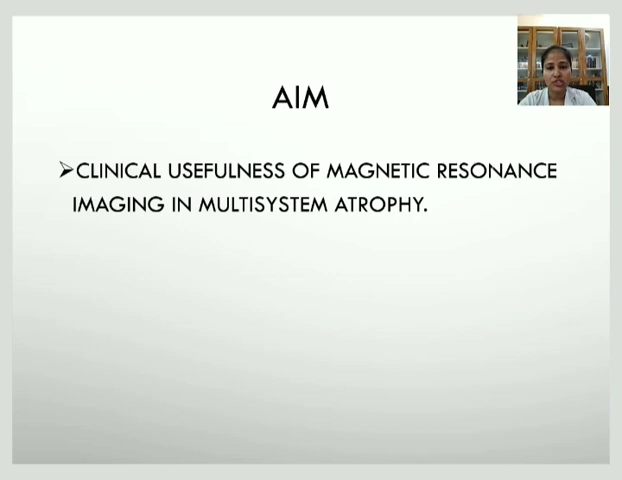 AIM
➢CLINICAL USEFULNESS OF MAGNETIC RESONANCE
IMAGING IN MULTISYSTEM ATROPHY.